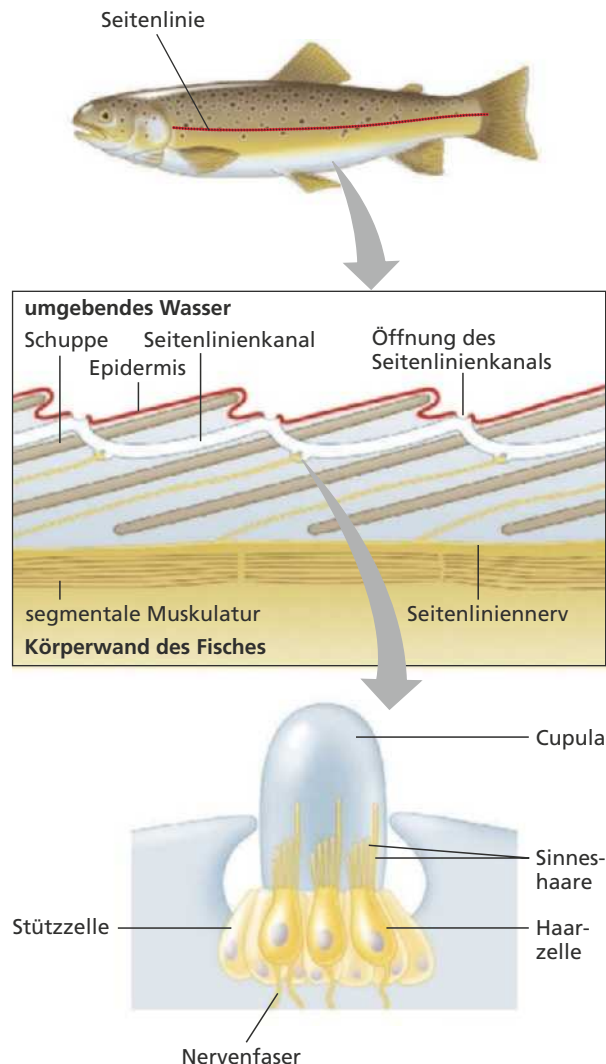 Seitenlinie
umgebendes Wasser
Schuppe
Seitenlinienkanal
Öffnung des
Seitenlinienkanals
Epidermis
segmentale Muskulatur
Seitenliniennerv
Körperwand des Fisches
Cupula
Sinnes-
haare
Stützzelle
Haar-
zelle
Nervenfaser